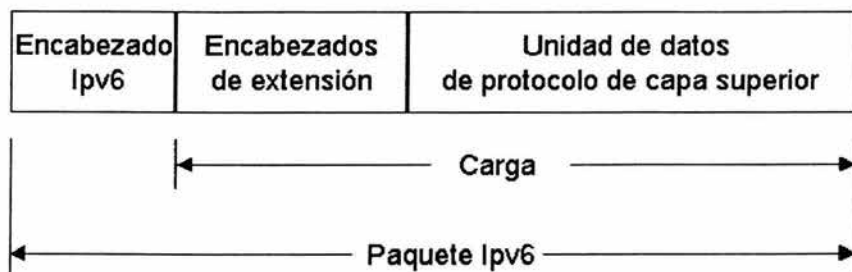 Encabezado
Ipv6
Encabezados
de extensión
Unidad de datos
de protocolo de capa superior
Carga
Paquete Ipv6